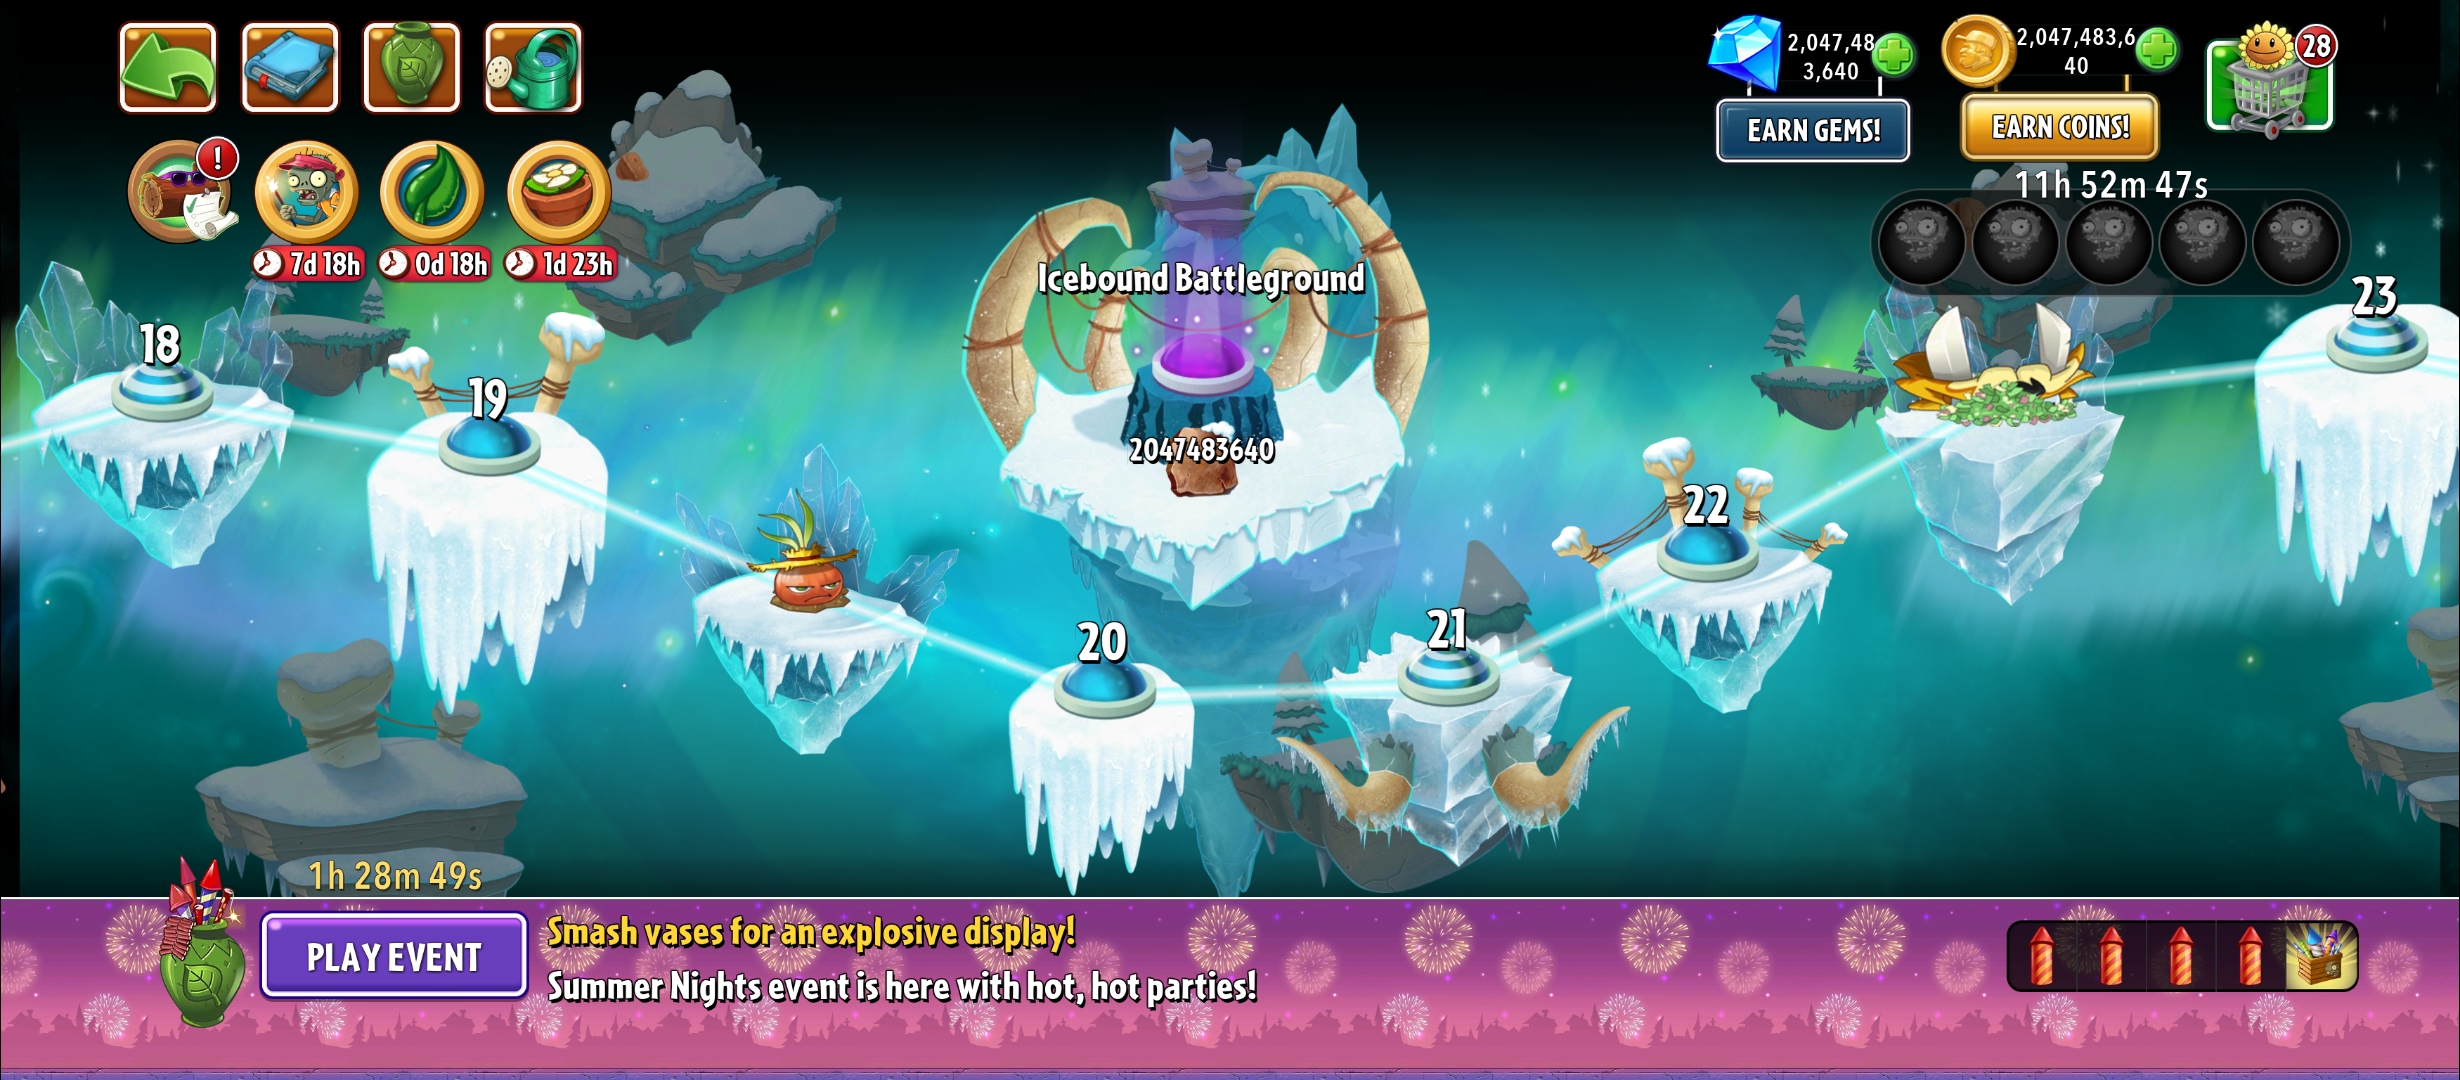 2,047,48
3,640
EARN GEMS!
2,047,483,6
40
EARN COINS!
28
!
7d 18h
0d 18h
1d 23h
11h 52m 47s
18
19
Icebound Battleground
2047483640
20
21
22
23
1h 28m 49s
PLAY EVENT
Smash vases for an explosive display!
Summer Nights event is here with hot, hot parties!